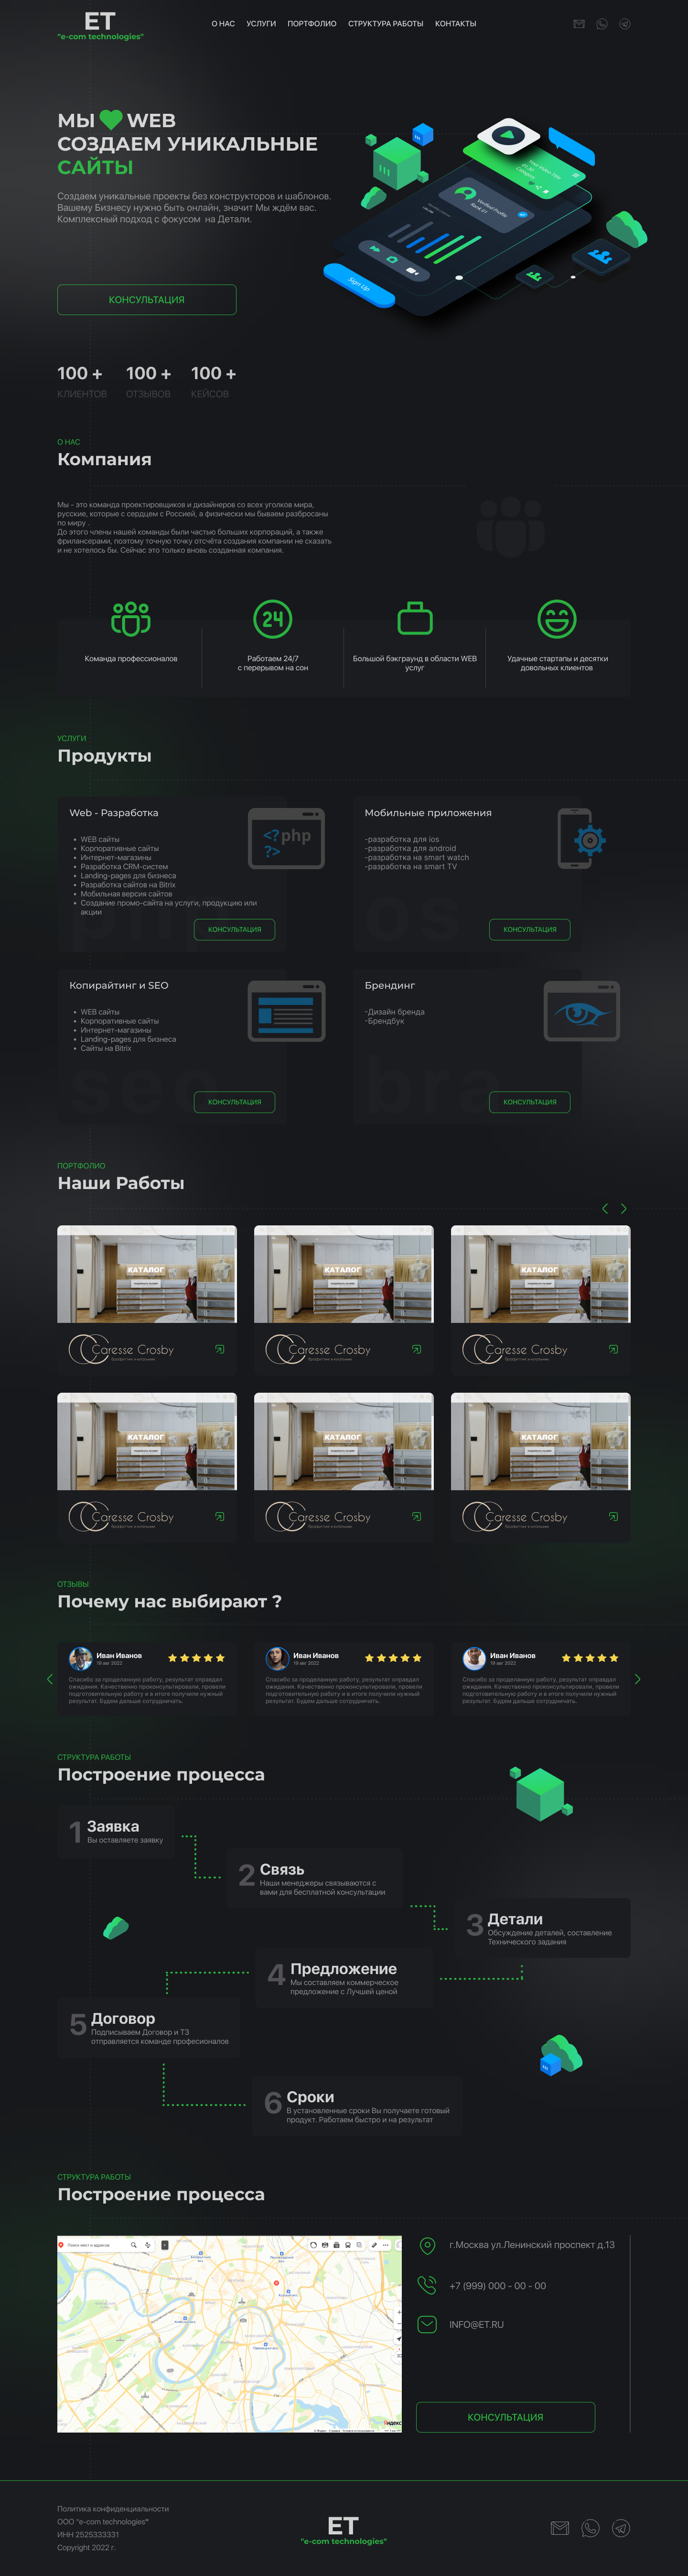 ET
"e-com technologies"
О НАС УСЛУГИ ПОРТФОЛИО СТРУКТУРА РАБОТЫ КОНТАКТЫ
МЫ WEB
СОЗДАЕМ УНИКАЛЬНЫЕ
САЙТЫ
Создаем уникальные проекты без конструкторов и шаблонов.
Вашему Бизнесу нужно быть онлайн, значит Мы ждём вас.
Комплексный подход с фокусом на Детали.
Verified Profile
Rank 01
Sign Up
КОНСУЛЬТАЦИЯ
100 + 100 + 100 +
КЛИЕНТОВ ОТЗЫВОВ КЕЙСОВ
О НАС
Компания
Мы - это команда проектировщиков и дизайнеров со всех уголков мира,
русские, которые с сердцем с Россией, а физически мы бываем разбросаны
по миру .
До этого члены нашей команды были частью больших корпораций, а также
фрилансерами, поэтому точную точку отсчёта создания компании не сказать
и не хотелось бы. Сейчас это только вновь созданная компания.
24
Команда профессионалов
Работаем 24/7
с перерывом на сон
Большой бэкграунд в области WEB
услуг
Удачные стартапы и десятки
довольных клиентов
УСЛУГИ
Продукты
Web - Разработка
WEB сайты
Корпоративные сайты
Интернет-магазины
Разработка CRM-систем
Landing-pages для бизнеса
Разработка сайтов на Bitrix
Мобильная версия сайтов
Создание промо-сайта на услуги, продукцию или
акции
<?php
?>
php
КОНСУЛЬТАЦИЯ
Мобильные приложения
-разработка для ios
-разработка для android
-разработка на smart watch
-разработка на smart TV
os
КОНСУЛЬТАЦИЯ
Копирайтинг и SEO
WEB сайты
Корпоративные сайты
Интернет-магазины
Landing-pages для бизнеса
Сайты на Bitrix
seo
КОНСУЛЬТАЦИЯ
Брендинг
-Дизайн бренда
-Брендбук
bra
КОНСУЛЬТАЦИЯ
ПОРТФОЛИО
Наши Работы
КАТАЛОГ
КАТАЛОГ
КАТАЛОГ
Caresse Crosby
Caresse Crosby
Caresse Crosby
КАТАЛОГ
КАТАЛОГ
КАТАЛОГ
Caresse Crosby
Caresse Crosby
Caresse Crosby
ОТЗЫВЫ
Почему нас выбирают ?
Иван Иванов
19 авг 2022
Спасибо за проделанную работу, результат оправдал
ожидания. Качественно проконсультировали, провели
подготовительную работу и в итоге получили нужный
результат. Будем дальше сотрудничать.
Иван Иванов
19 авг 2022
Спасибо за проделанную работу, результат оправдал
ожидания. Качественно проконсультировали, провели
подготовительную работу и в итоге получили нужный
результат. Будем дальше сотрудничать.
Иван Иванов
19 авг 2022
Спасибо за проделанную работу, результат оправдал
ожидания. Качественно проконсультировали, провели
подготовительную работу и в итоге получили нужный
результат. Будем дальше сотрудничать.
СТРУКТУРА РАБОТЫ
Построение процесса
1 Заявка
Вы оставляете заявку
2 Связь
Наши менеджеры связываются с
вами для бесплатной консультации
3 Детали
Обсуждение деталей, составление
Технического задания
4 Предложение
Мы составляем коммерческое
предложение с Лучшей ценой
5 Договор
Подписываем Договор и ТЗ
отправляется команде професионалов
6 Сроки
В установленные сроки Вы получаете готовый
продукт. Работаем быстро и на результат
СТРУКТУРА РАБОТЫ
Построение процесса
Поиск мест и адресов
Яндекс
г.Москва ул.Ленинский проспект д.13
+7 (999) 000 - 00 - 00
INFO@ET.RU
КОНСУЛЬТАЦИЯ
Политика конфиденциальности
ООО "e-com technologies"
ИНН 2525333331
Copyright 2022 г.
ET
"e-com technologies"